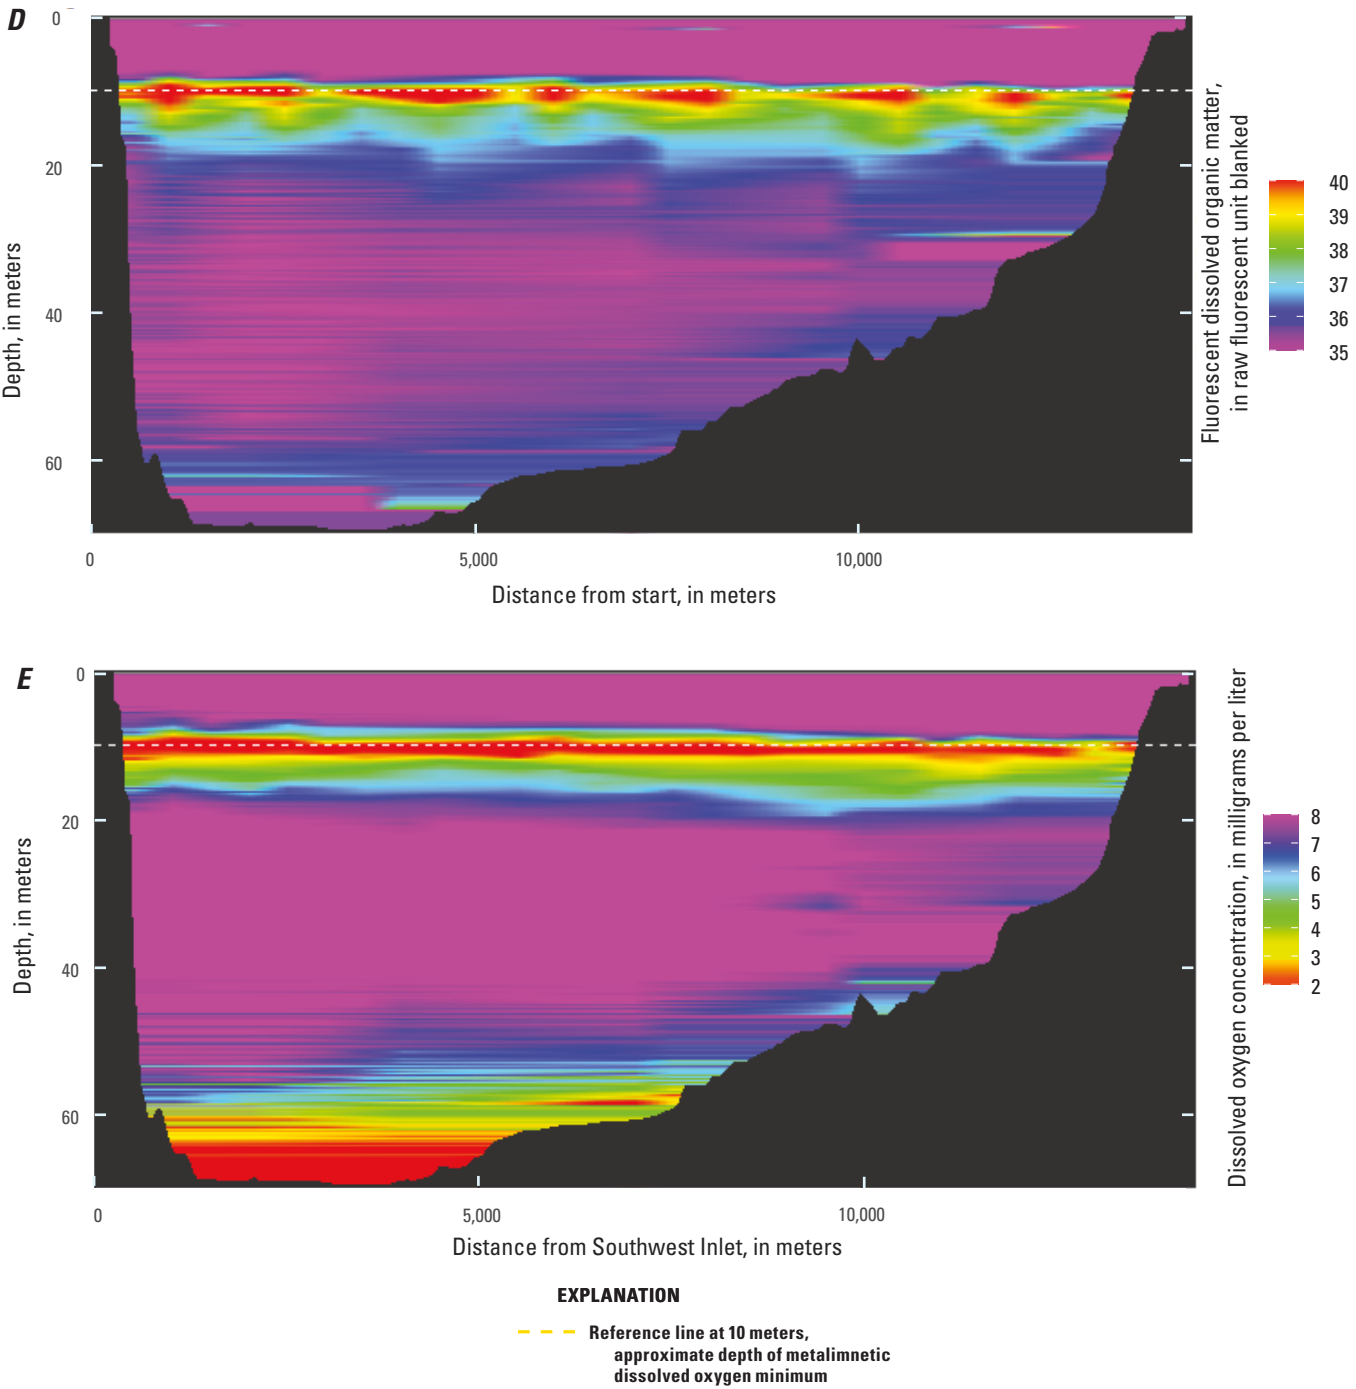 D
0
20
40
60
Depth, in meters
0
5,000
10,000
Distance from start, in meters
Fluorescent dissolved organic matter,
in raw fluorescent unit blanked
40
39
38
37
36
35
E
0
20
40
60
Depth, in meters
0
5,000
10,000
Distance from Southwest Inlet, in meters
Dissolved oxygen concentration, in milligrams per liter
8
7
6
5
4
3
2
EXPLANATION
Reference line at 10 meters,
approximate depth of metalimnetic
dissolved oxygen minimum